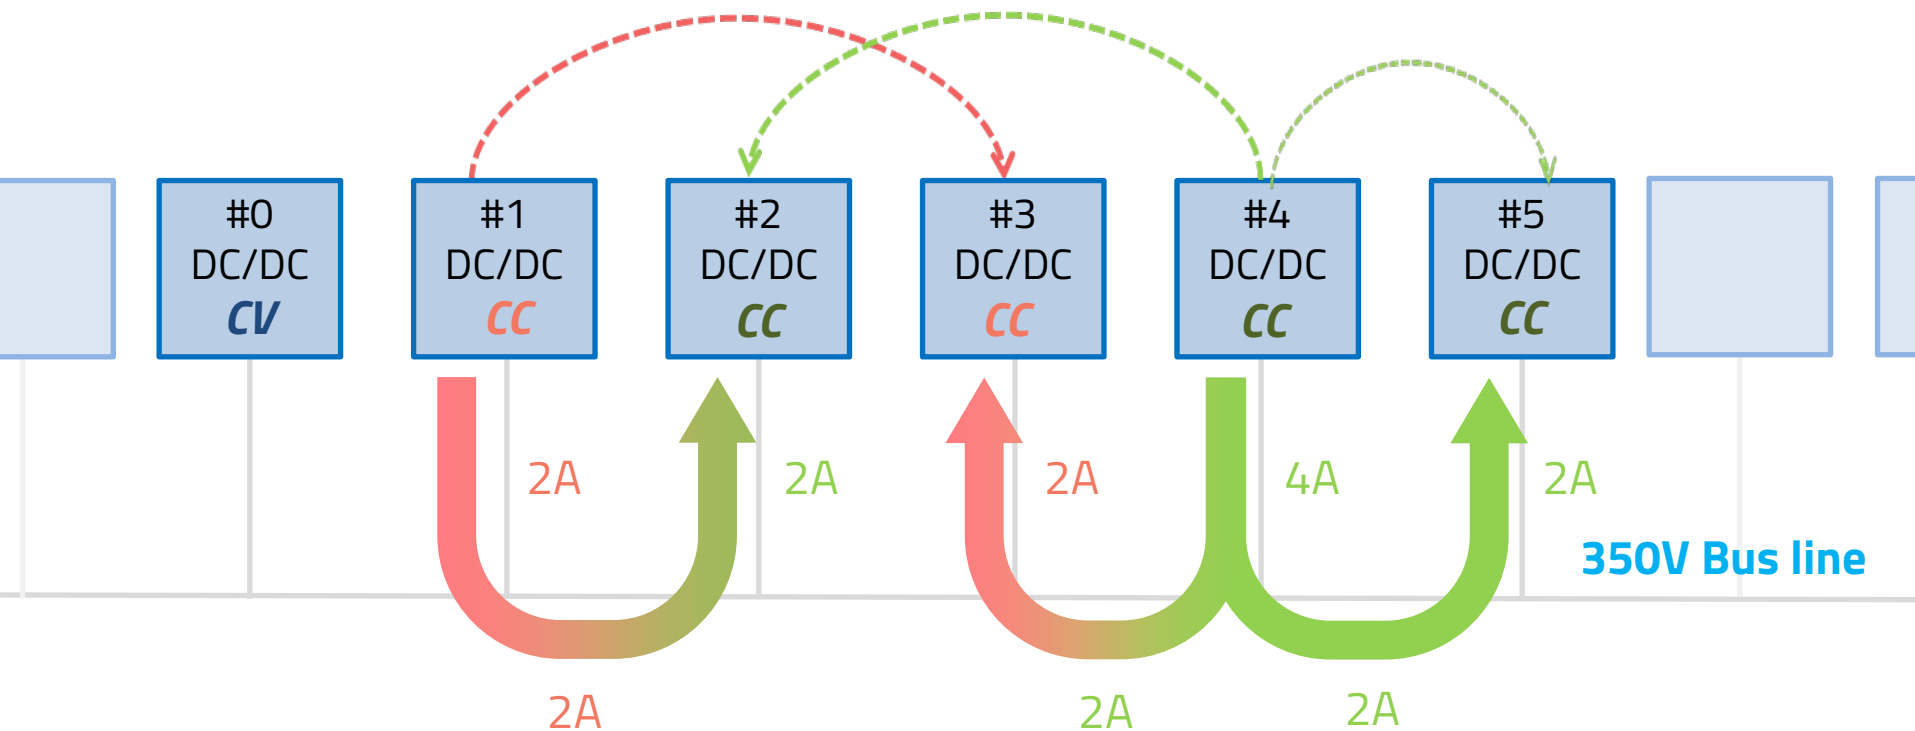 #0
DC/DC
CV
#1
DC/DC
CC
#2
DC/DC
CC
#3
DC/DC
CC
#4
DC/DC
CC
#5
DC/DC
CC
2A
2A
2A
4A
2A
350V Bus line
2A
2A
2A